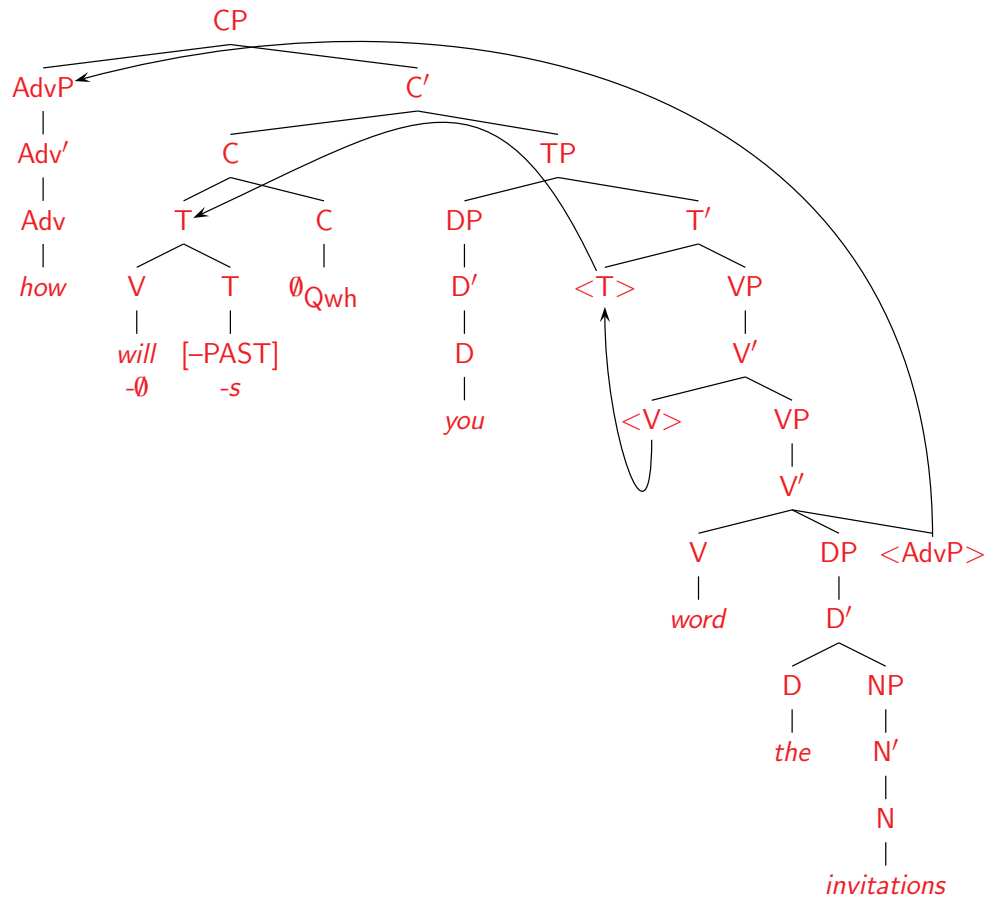 CP
AdvP C′
Adv′ C TP
Adv T C DP T′
how V T ∅Qwh D′ <T> VP
will [–PAST] D V′
-∅ -s
you <V> VP
V′
V DP <AdvP>
word D′
D NP
the N′
N
invitations